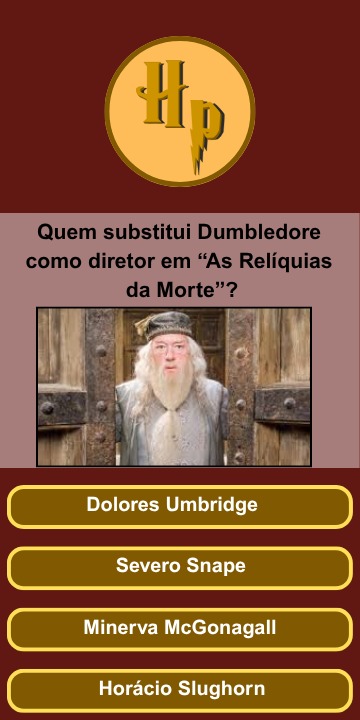 HP
Quem substitui Dumbledore
como diretor em “As Relíquias
da Morte”?
Dolores Umbridge
Severo Snape
Minerva McGonagall
Horácio Slughorn